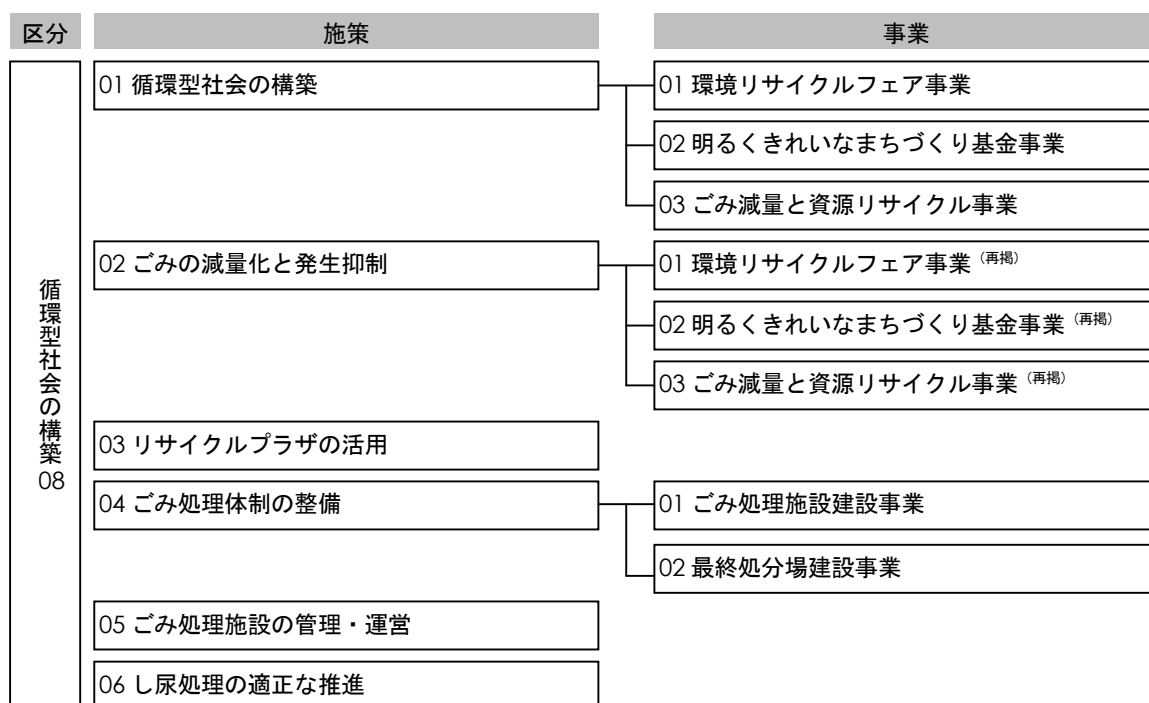 区分 施策 事業
循環型社会の構築 08
01 循環型社会の構築
01 環境リサイクルフェア事業
02 明るくきれいなまちづくり基金事業
03 ごみ減量と資源リサイクル事業
02 ごみの減量化と発生抑制
01 環境リサイクルフェア事業（再掲）
02 明るくきれいなまちづくり基金事業（再掲）
03 ごみ減量と資源リサイクル事業（再掲）
03 リサイクルプラザの活用
04 ごみ処理体制の整備
01 ごみ処理施設建設事業
02 最終処分場建設事業
05 ごみ処理施設の管理・運営
06 し尿処理の適正な推進